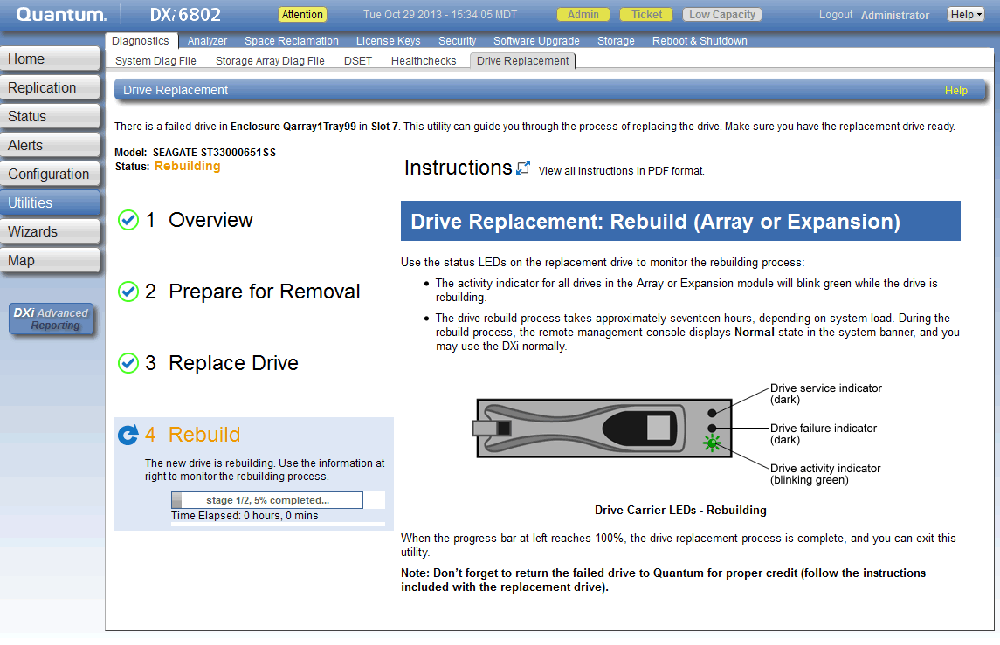 Quantum. DXi6802 Attention Tue Oct 29 2013 - 15:34:05 MDT Admin Ticket Low Capacity Logout Administrator Help
Diagnostics Analyzer Space Reclamation License Keys Security Software Upgrade Storage Reboot & Shutdown
System Diag File Storage Array Diag File DSET Healthchecks Drive Replacement
Home
Replication
Status
Alerts
Configuration
Utilities
Wizards
Map
DXi Advanced
Reporting
Drive Replacement Help
There is a failed drive in Enclosure Qarray1Tray99 in Slot 7. This utility can guide you through the process of replacing the drive. Make sure you have the replacement drive ready.
Model: SEAGATE ST33000651SS
Status: Rebuilding
1 Overview
2 Prepare for Removal
3 Replace Drive
4 Rebuild
The new drive is rebuilding. Use the information at
right to monitor the rebuilding process.
stage 1/2, 5% completed...
Time Elapsed: 0 hours, 0 mins
Instructions View all instructions in PDF format.
Drive Replacement: Rebuild (Array or Expansion)
Use the status LEDs on the replacement drive to monitor the rebuilding process:
• The activity indicator for all drives in the Array or Expansion module will blink green while the drive is
rebuilding.
• The drive rebuild process takes approximately seventeen hours, depending on system load. During the
rebuild process, the remote management console displays Normal state in the system banner, and you
may use the DXi normally.
Drive service indicator
(dark)
Drive failure indicator
(dark)
Drive activity indicator
(blinking green)
Drive Carrier LEDs - Rebuilding
When the progress bar at left reaches 100%, the drive replacement process is complete, and you can exit this
utility.
Note: Don’t forget to return the failed drive to Quantum for proper credit (follow the instructions
included with the replacement drive).